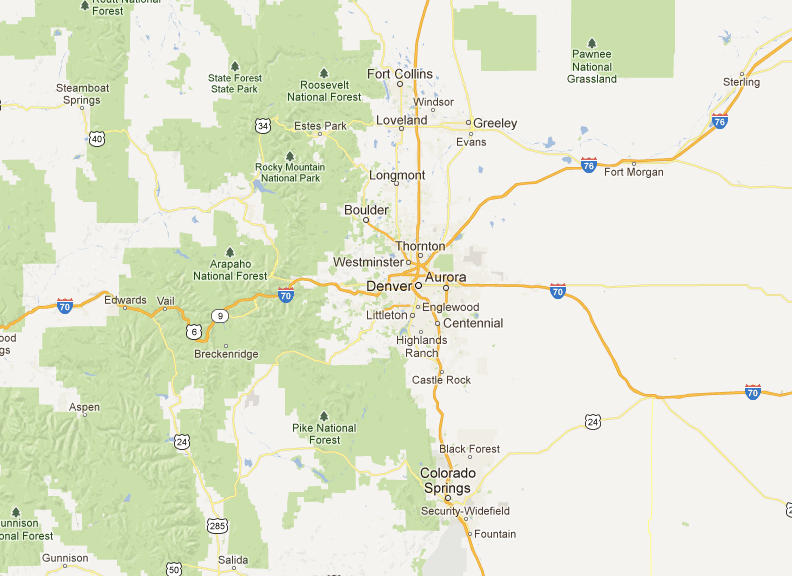 Routt National
Forest
Steamboat
Springs
40
State Forest
State Park
Roosevelt
National Forest
Fort Collins
Pawnee
National
Grassland
Sterling
76
Windsor
34
Estes Park
Loveland
Greeley
Evans
Rocky Mountain
National Park
Longmont
76
Fort Morgan
Boulder
Arapaho
National Forest
Thornton
Westminster
Denver
Aurora
70
Edwards
Vail
70
70
9
6
Breckenridge
Englewood
Littleton
Centennial
Highlands
Ranch
Castle Rock
70
Aspen
24
Pike National
Forest
24
Black Forest
Colorado
Springs
Security-Widefield
Fountain
285
Gunnison
50
Salida